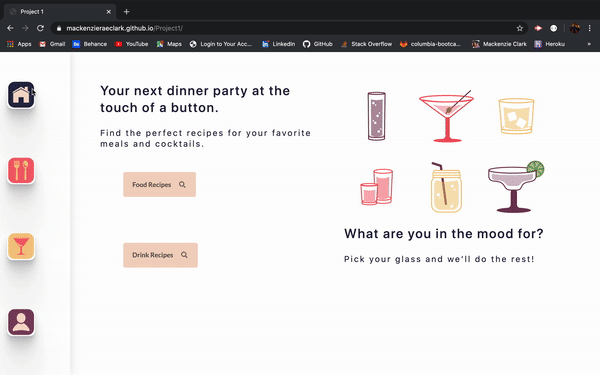 Project 1
mackenzieraeclark.github.io/Project1/
Apps
Gmail
Behance
YouTube
Maps
Login to Your Acc...
LinkedIn
GitHub
Stack Overflow
columbia-bootca...
Mackenzie Clark
Heroku
Your next dinner party at the
touch of a button.
Find the perfect recipes for your favorite
meals and cocktails.
Food Recipes
Drink Recipes
What are you in the mood for?
Pick your glass and we'll do the rest!